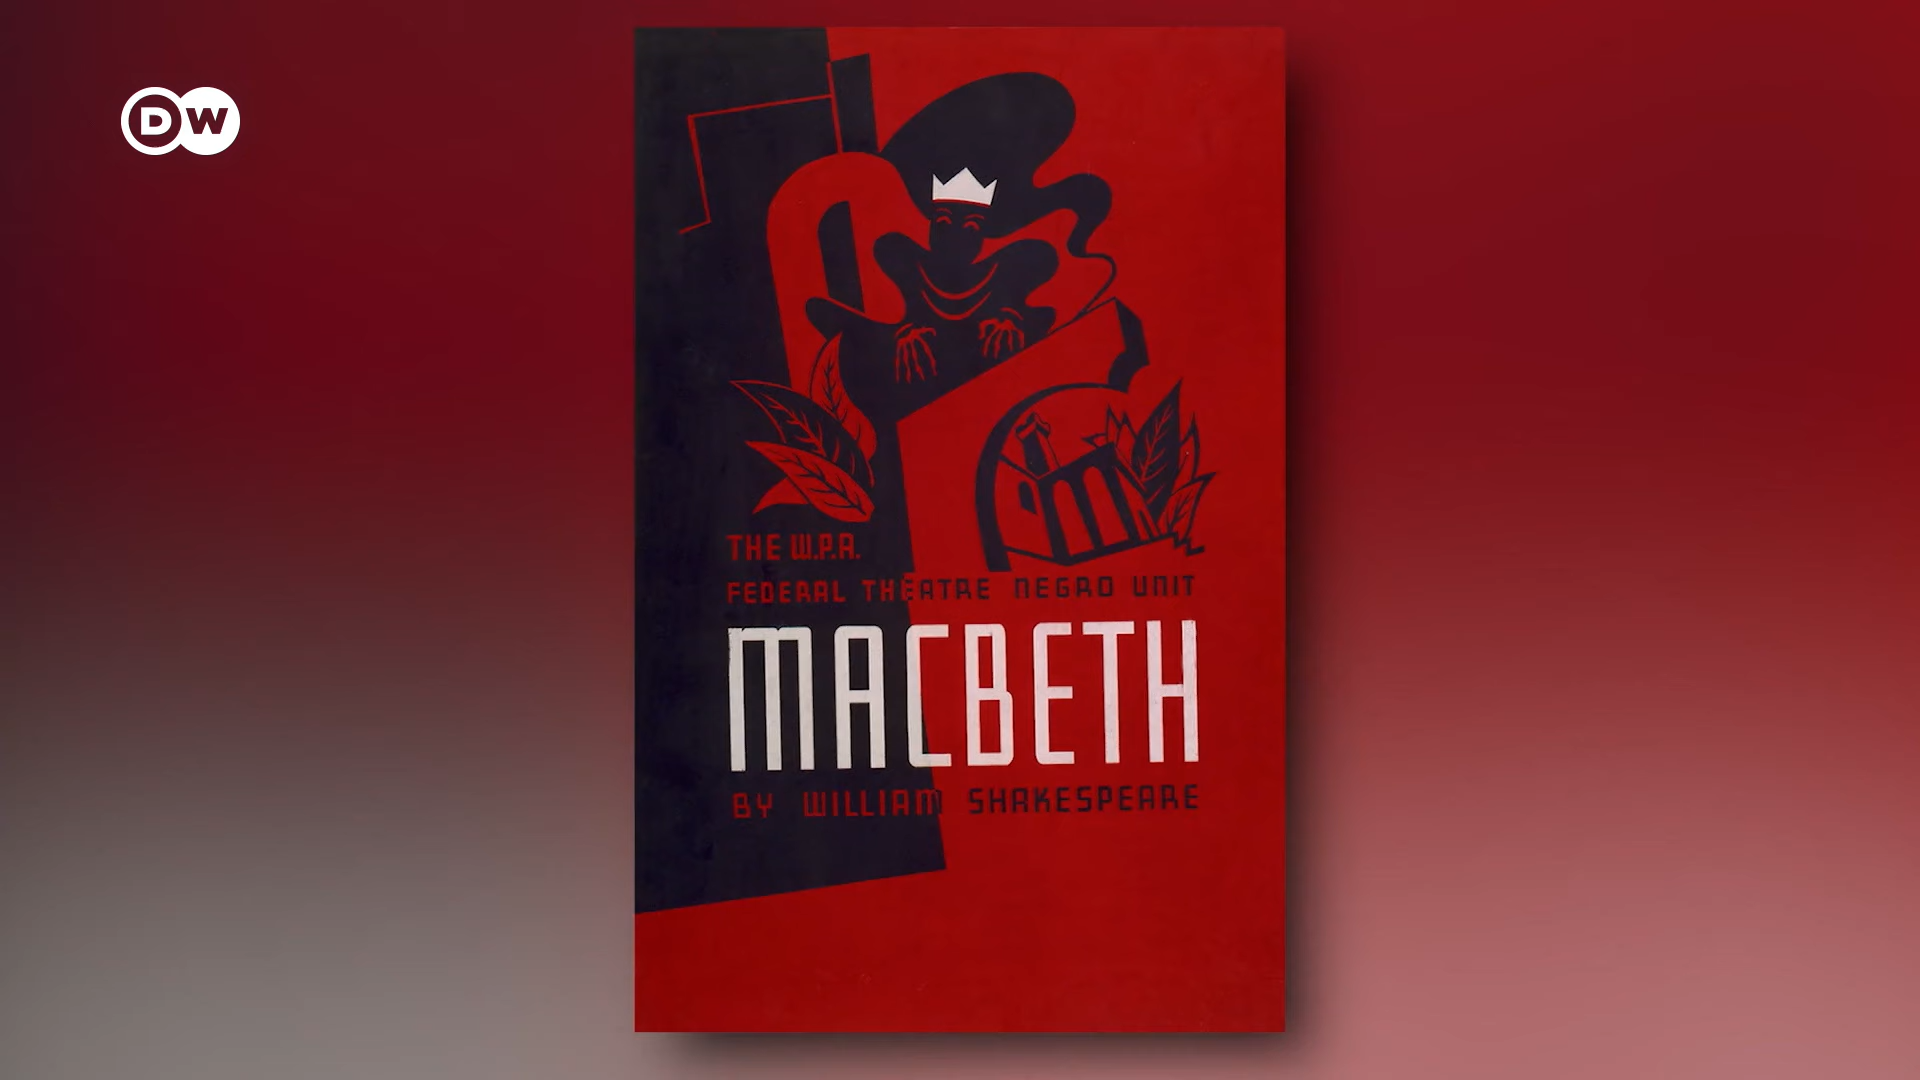 DW
THE W.P.A.
FEDERAL THEATRE NEGRO UNIT
MACBETH
BY WILLIAM SHAKESPEARE